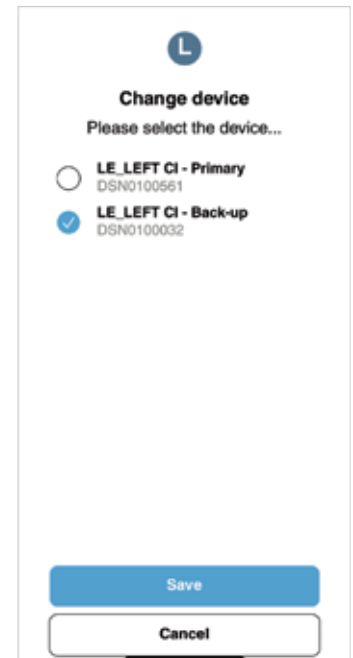 L
Change device
Please select the device...
LE_LEFT CI - Primary
DSN0100561
LE_LEFT CI - Back-up
DSN0100032
Save
Cancel